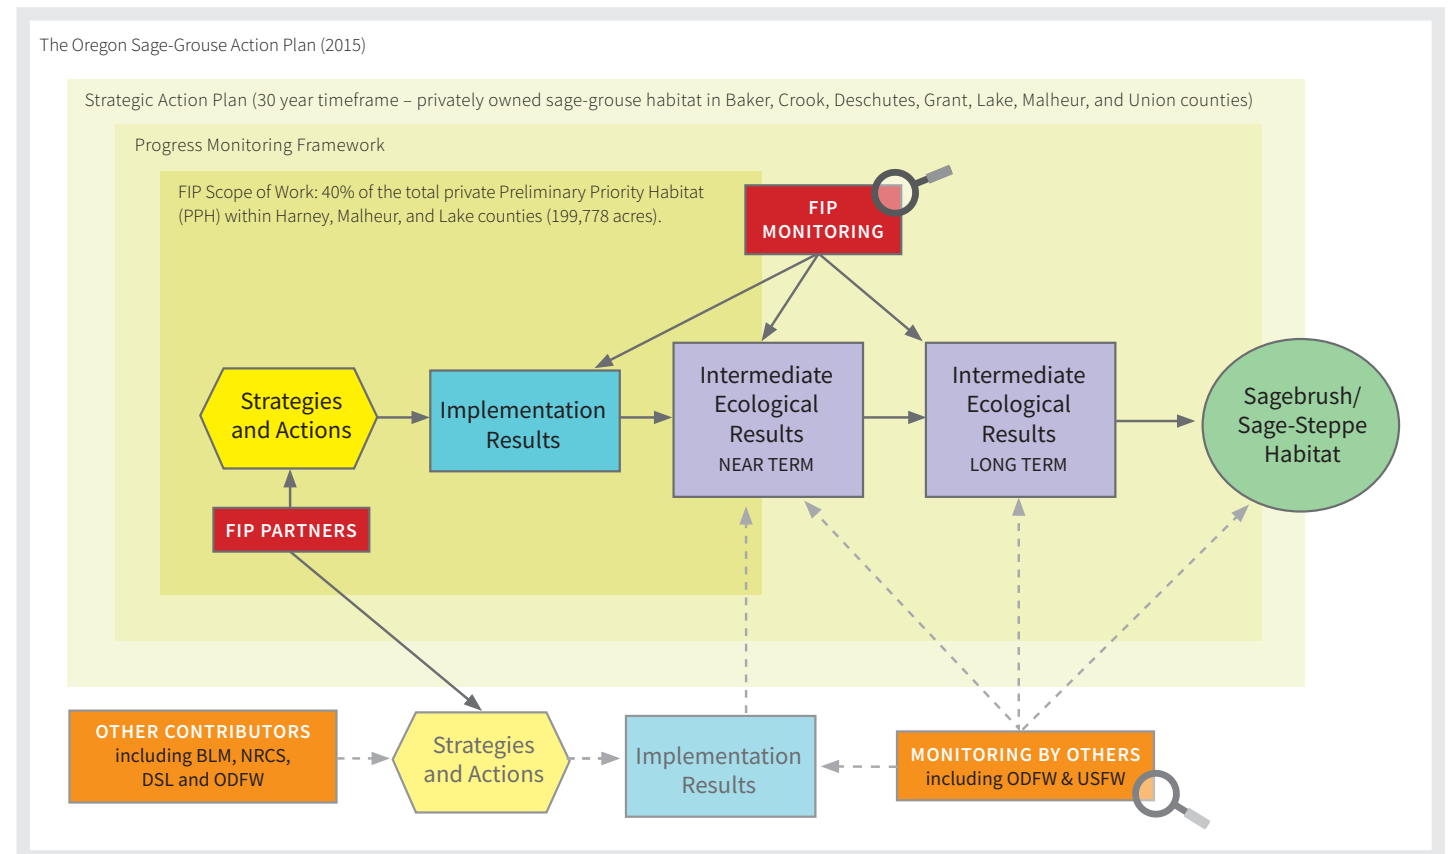 The Oregon Sage-Grouse Action Plan (2015)
Strategic Action Plan (30 year timeframe – privately owned sage-grouse habitat in Baker, Crook, Deschutes, Grant, Lake, Malheur, and Union counties)
Progress Monitoring Framework
FIP Scope of Work: 40% of the total private Preliminary Priority Habitat
(PPH) within Harney, Malheur, and Lake counties (199,778 acres).
FIP
MONITORING
Strategies
and Actions
Implementation
Results
Intermediate
Ecological
Results
NEAR TERM
Intermediate
Ecological
Results
LONG TERM
Sagebrush/
Sage-Steppe
Habitat
FIP PARTNERS
OTHER CONTRIBUTORS
including BLM, NRCS,
DSL and ODFW
Strategies
and Actions
Implementation
Results
MONITORING BY OTHERS
including ODFW & USFW